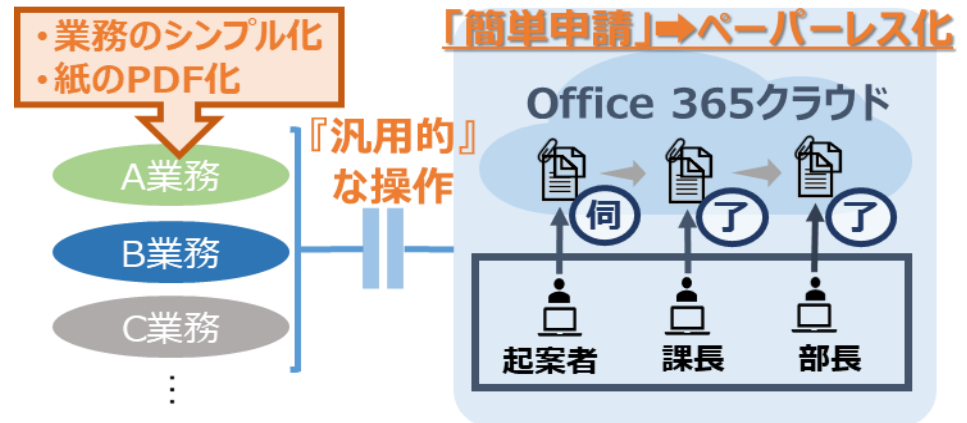 ・業務のシンプル化
・紙のPDF化
A業務
B業務
C業務
⋮
『汎用的』
な操作
「簡単申請」➡ペーパーレス化
Office 365クラウド
伺
了
了
起案者
課長
部長